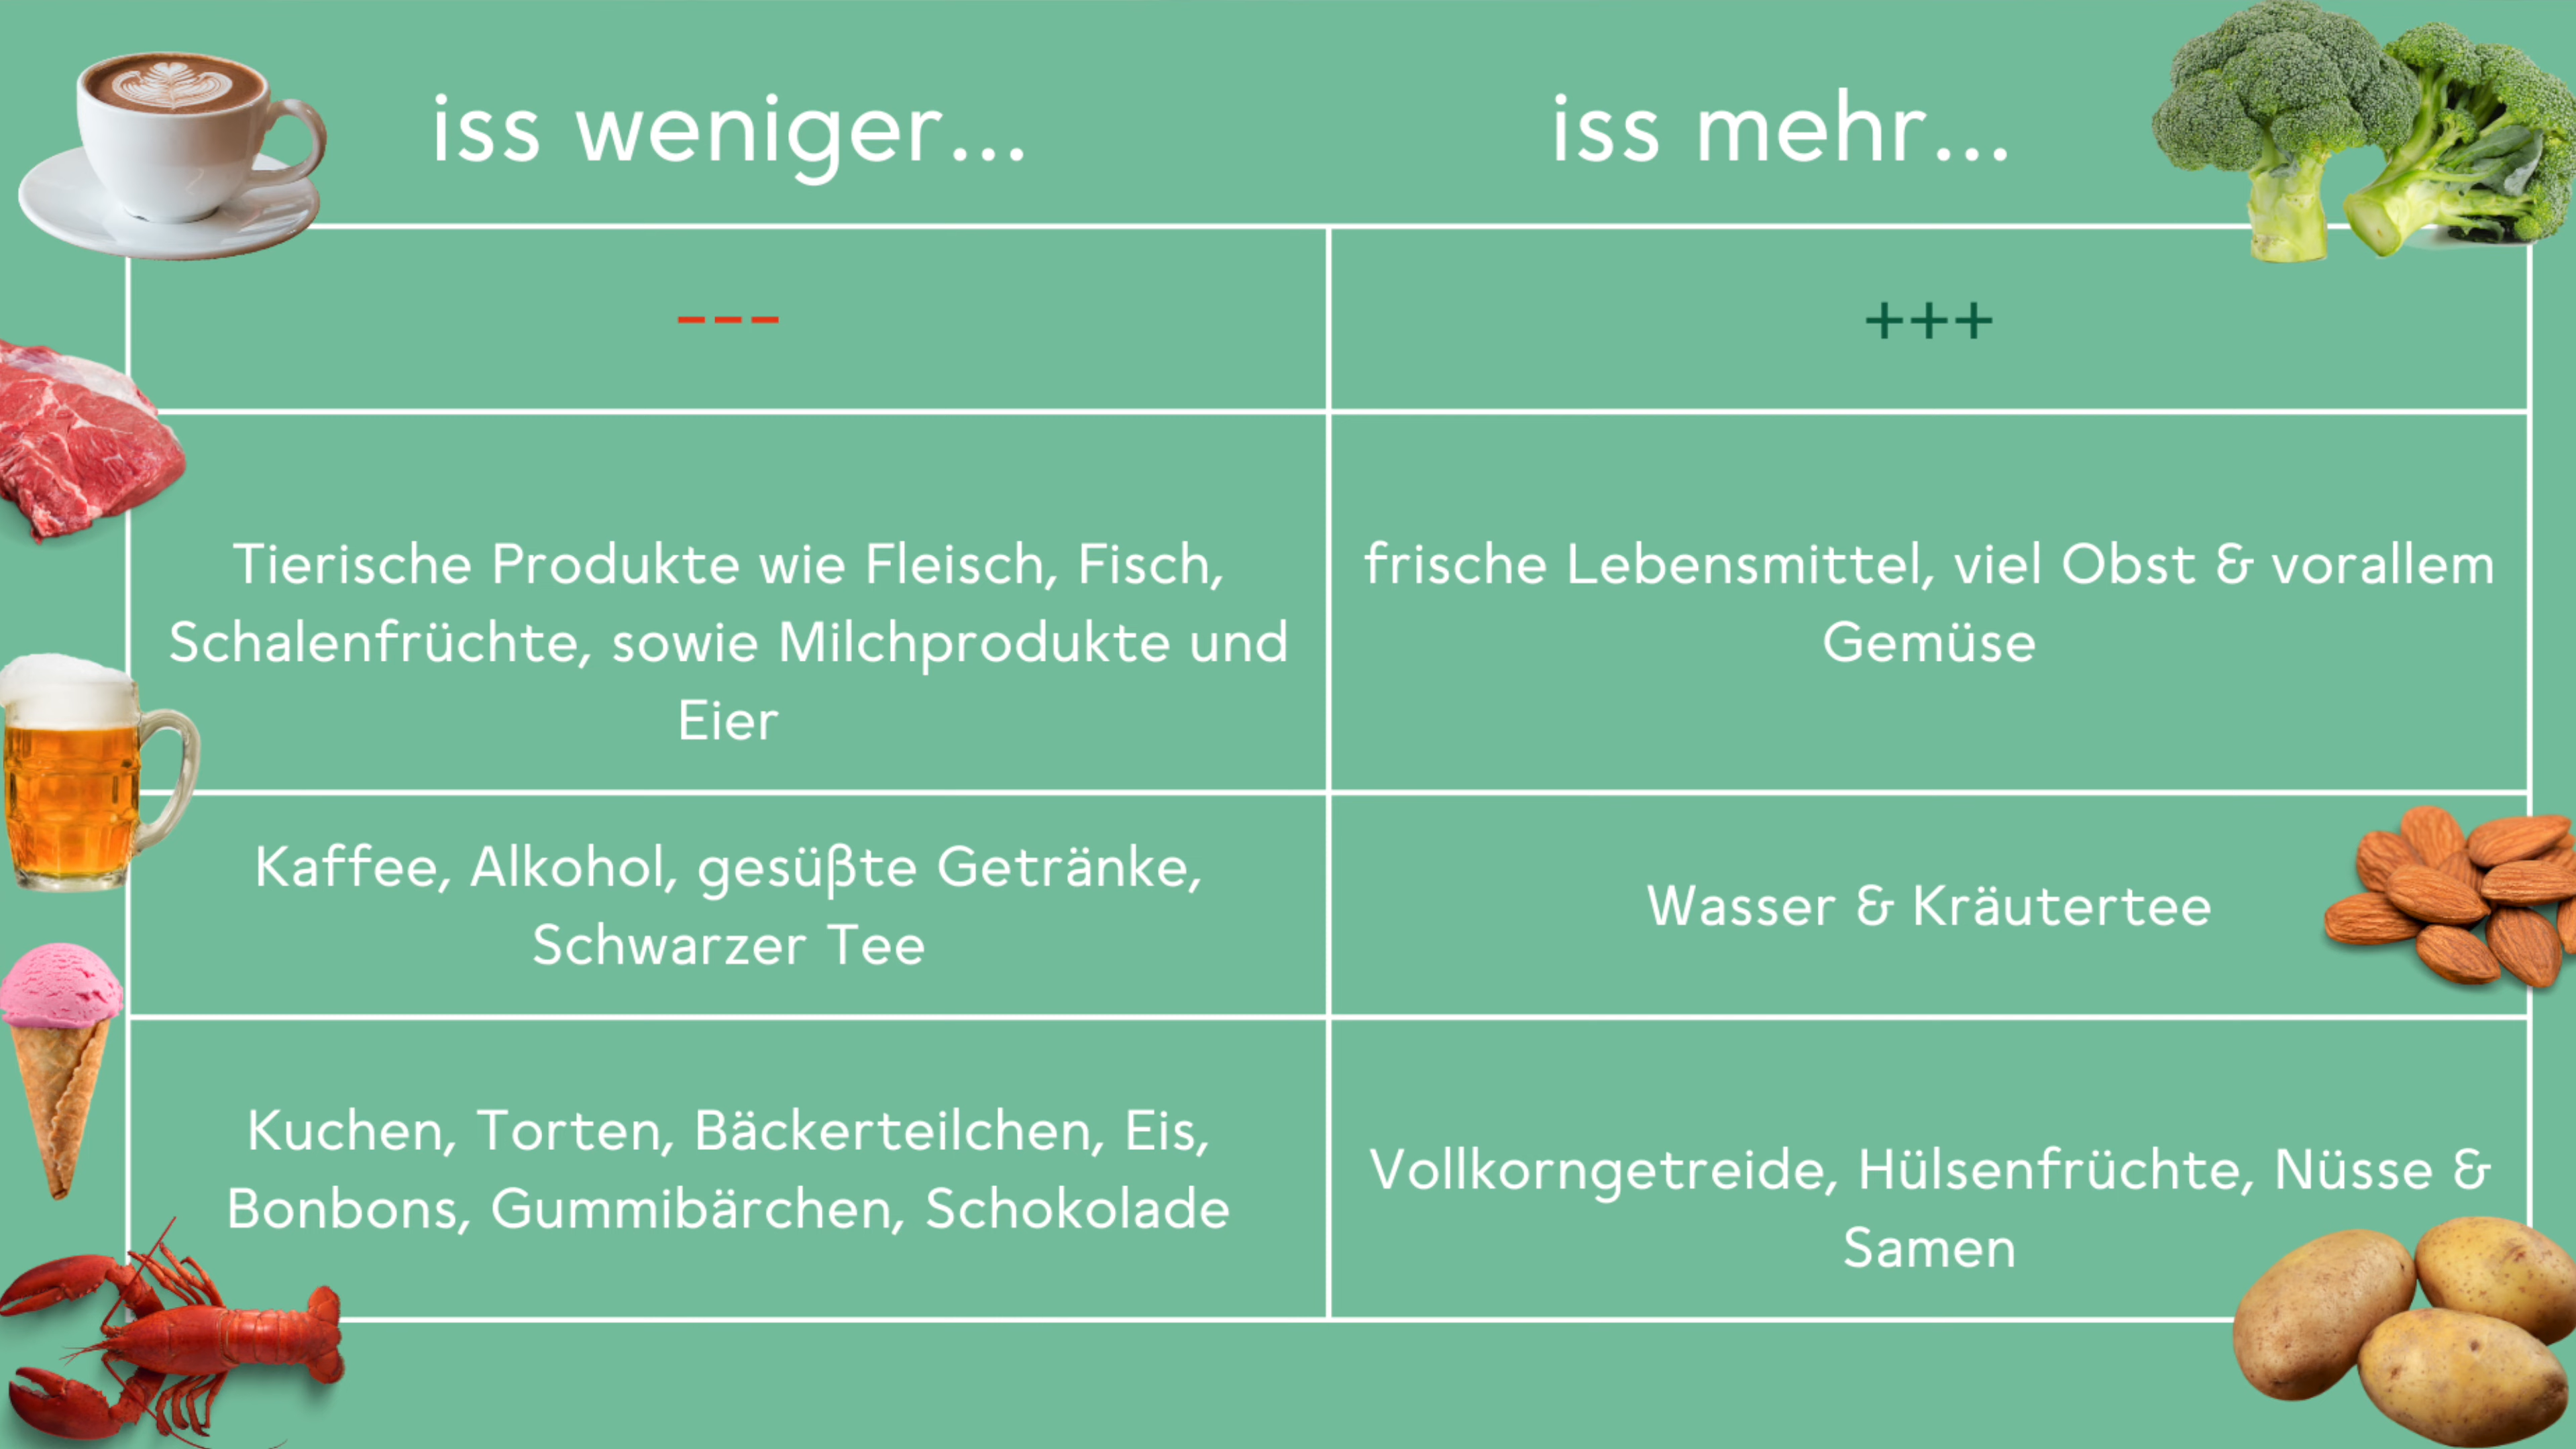 iss weniger...
iss mehr...
---
+++
Tierische Produkte wie Fleisch, Fisch,
Schalenfrüchte, sowie Milchprodukte und
Eier
frische Lebensmittel, viel Obst & vorallem
Gemüse
Kaffee, Alkohol, gesüßte Getränke,
Schwarzer Tee
Wasser & Kräutertee
Kuchen, Torten, Bäckerteilchen, Eis,
Bonbons, Gummibärchen, Schokolade
Vollkorngetreide, Hülsenfrüchte, Nüsse &
Samen